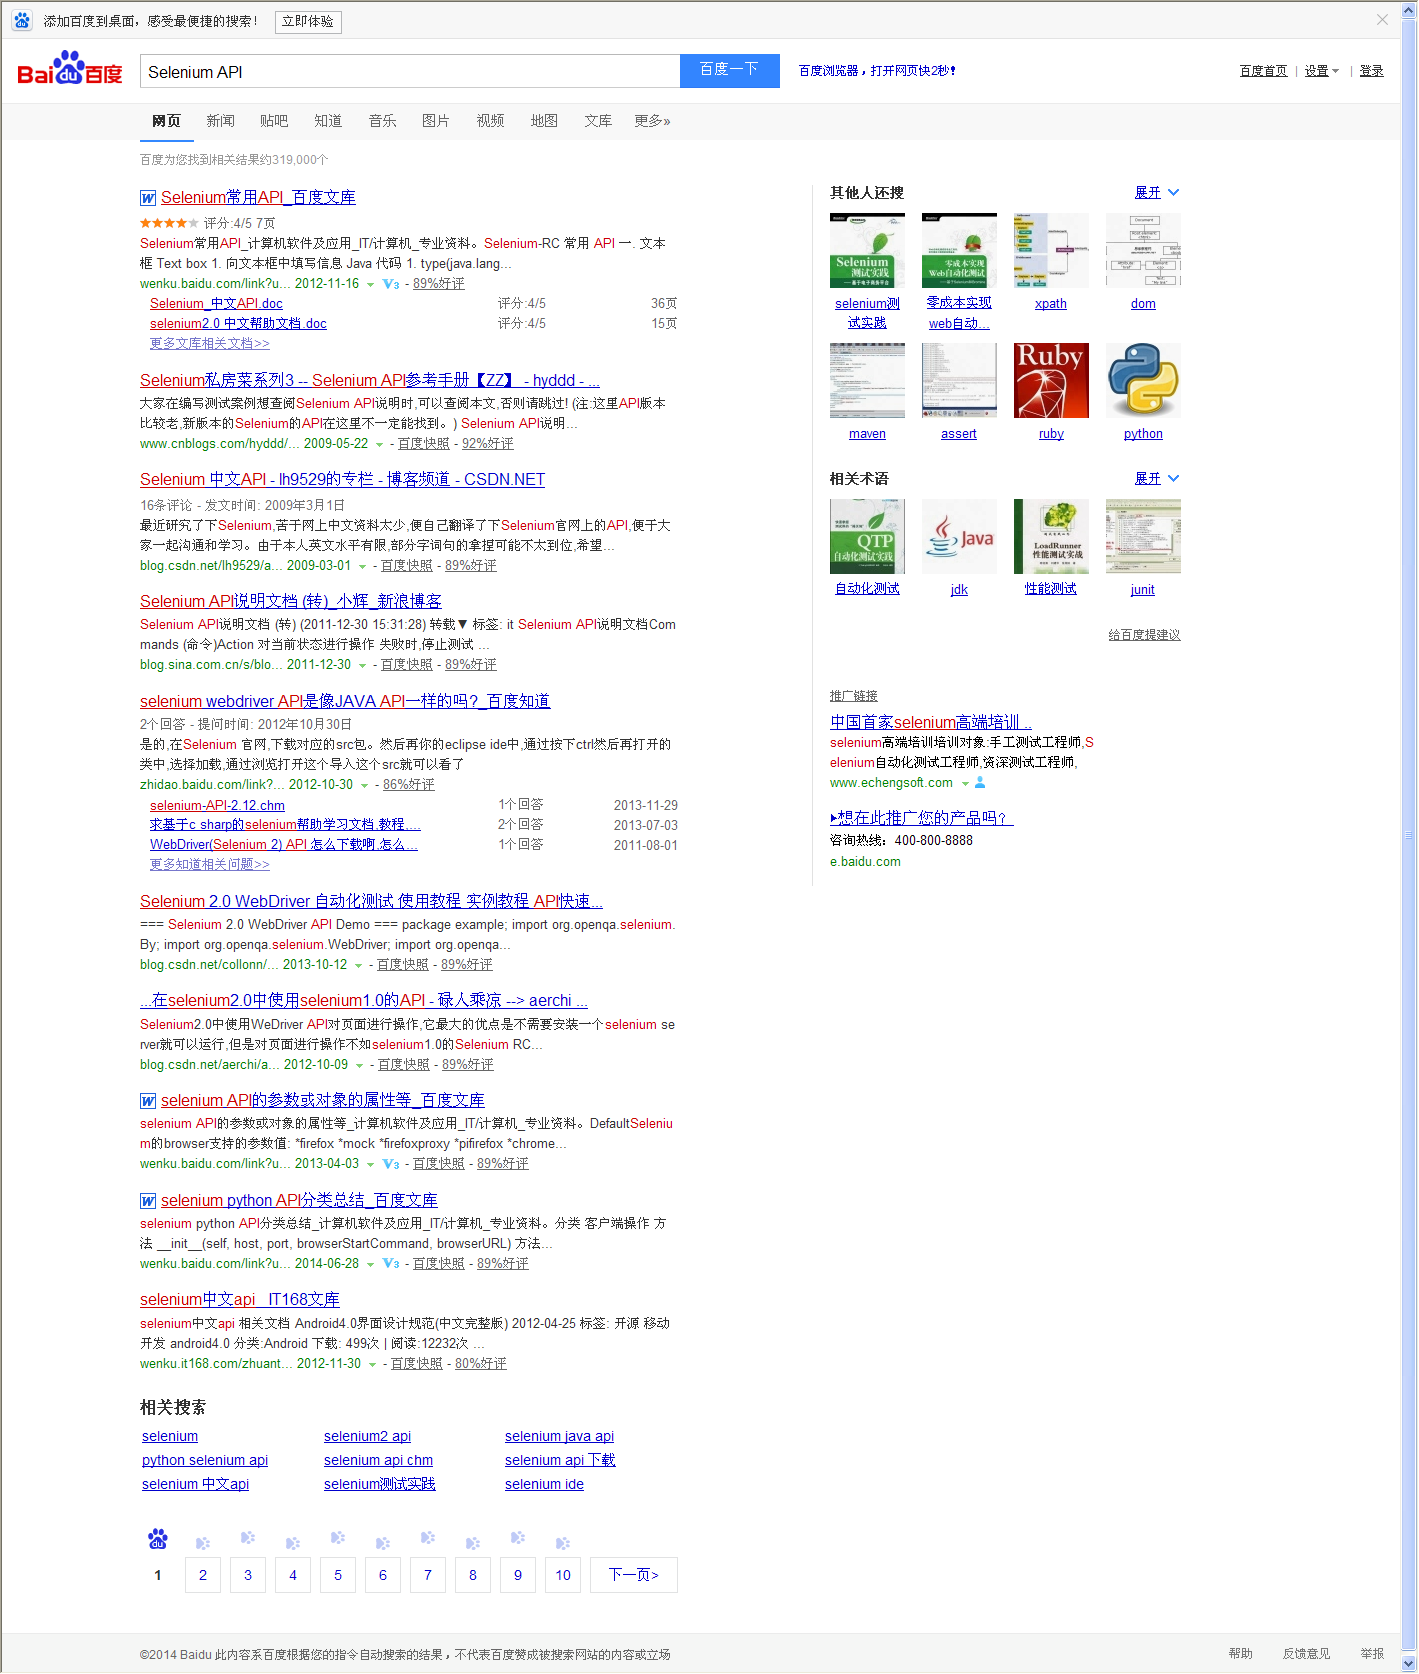 添加百度到桌面，感受最便捷的搜索！ 立即体验
Bai du 百度 Selenium API 百度一下 百度浏览器，打开网页快2秒！ 百度首页 | 设置 | 登录
网页 新闻 贴吧 知道 音乐 图片 视频 地图 文库 更多»
百度为您找到相关结果约319,000个
Selenium常用API_百度文库
评分:4/5 7页
Selenium常用API_计算机软件及应用_IT/计算机_专业资料。Selenium-RC 常用 API 一. 文本
框 Text box 1. 向文本框中填写信息 Java 代码 1. type(java.lang...
wenku.baidu.com/link?u... 2012-11-16 V3 - 89%好评
Selenium_中文API.doc 评分:4/5 36页
selenium2.0 中文帮助文档.doc 评分:4/5 15页
更多文库相关文档>>
Selenium私房菜系列3 -- Selenium API参考手册【ZZ】 - hyddd - ...
大家在编写测试案例想查阅Selenium API说明时,可以查阅本文,否则请跳过! (注:这里API版本
比较老,新版本的Selenium的API在这里不一定能找到。) Selenium API说明...
www.cnblogs.com/hyddd/... 2009-05-22 - 百度快照 - 92%好评
Selenium 中文API - lh9529的专栏 - 博客频道 - CSDN.NET
16条评论 - 发文时间: 2009年3月1日
最近研究了下Selenium,苦于网上中文资料太少,便自己翻译了下Selenium官网上的API,便于大
家一起沟通和学习。由于本人英文水平有限,部分字词句的拿捏可能不太到位,希望...
blog.csdn.net/lh9529/a... 2009-03-01 - 百度快照 - 89%好评
Selenium API说明文档 (转)_小辉_新浪博客
Selenium API说明文档 (转) (2011-12-30 15:31:28) 转载▼ 标签: it Selenium API说明文档Com
mands (命令)Action 对当前状态进行操作 失败时,停止测试 ...
blog.sina.com.cn/s/blo... 2011-12-30 - 百度快照 - 89%好评
selenium webdriver API是像JAVA API一样的吗?_百度知道
2个回答 - 提问时间: 2012年10月30日
是的,在Selenium 官网,下载对应的src包。然后再你的eclipse ide中,通过按下ctrl然后再打开的
类中,选择加载,通过浏览打开这个导入这个src就可以看了
zhidao.baidu.com/link?... 2012-10-30 - 86%好评
selenium-API-2.12.chm 1个回答 2013-11-29
求基于c sharp的selenium帮助学习文档,教程,... 2个回答 2013-07-03
WebDriver(Selenium 2) API 怎么下载啊,怎么... 1个回答 2011-08-01
更多知道相关问题>>
Selenium 2.0 WebDriver 自动化测试 使用教程 实例教程 API快速...
=== Selenium 2.0 WebDriver API Demo === package example; import org.openqa.selenium.
By; import org.openqa.selenium.WebDriver; import org.openqa...
blog.csdn.net/collonn/... 2013-10-12 - 百度快照 - 89%好评
...在selenium2.0中使用selenium1.0的API - 碌人乘凉 --> aerchi ...
Selenium2.0中使用WeDriver API对页面进行操作,它最大的优点是不需要安装一个selenium se
rver就可以运行,但是对页面进行操作不如selenium1.0的Selenium RC...
blog.csdn.net/aerchi/a... 2012-10-09 - 百度快照 - 89%好评
selenium API的参数或对象的属性等_百度文库
selenium API的参数或对象的属性等_计算机软件及应用_IT/计算机_专业资料。DefaultSeleniu
m的browser支持的参数值: *firefox *mock *firefoxproxy *pifirefox *chrome...
wenku.baidu.com/link?u... 2013-04-03 V3 - 百度快照 - 89%好评
selenium python API分类总结_百度文库
selenium python API分类总结_计算机软件及应用_IT/计算机_专业资料。分类 客户端操作 方
法 __init__(self, host, port, browserStartCommand, browserURL) 方法...
wenku.baidu.com/link?u... 2014-06-28 V3 - 百度快照 - 89%好评
selenium中文api_ IT168文库
selenium中文api 相关文档 Android4.0界面设计规范(中文完整版) 2012-04-25 标签: 开源 移动
开发 android4.0 分类:Android 下载: 499次 | 阅读:12232次 ...
wenku.it168.com/zhuant... 2012-11-30 - 百度快照 - 80%好评
相关搜索
selenium selenium2 api selenium java api
python selenium api selenium api chm selenium api 下载
selenium 中文api selenium测试实践 selenium ide
1 2 3 4 5 6 7 8 9 10 下一页>
其他人还搜 展开
Selenium 测试实践
零成本实现 Web自动化测试
selenium测 零成本实现 xpath dom
试实践 web自动...
Ruby
maven assert ruby python
相关术语 展开
QTP 自动化测试实践
Java
LoadRunner 性能测试实战
自动化测试 jdk 性能测试 junit
给百度提建议
推广链接
中国首家selenium高端培训 ..
selenium高端培训培训对象:手工测试工程师,S
elenium自动化测试工程师,资深测试工程师,
www.echengsoft.com
想在此推广您的产品吗？
咨询热线：400-800-8888
e.baidu.com
©2014 Baidu 此内容系百度根据您的指令自动搜索的结果，不代表百度赞成被搜索网站的内容或立场 帮助 反馈意见 举报